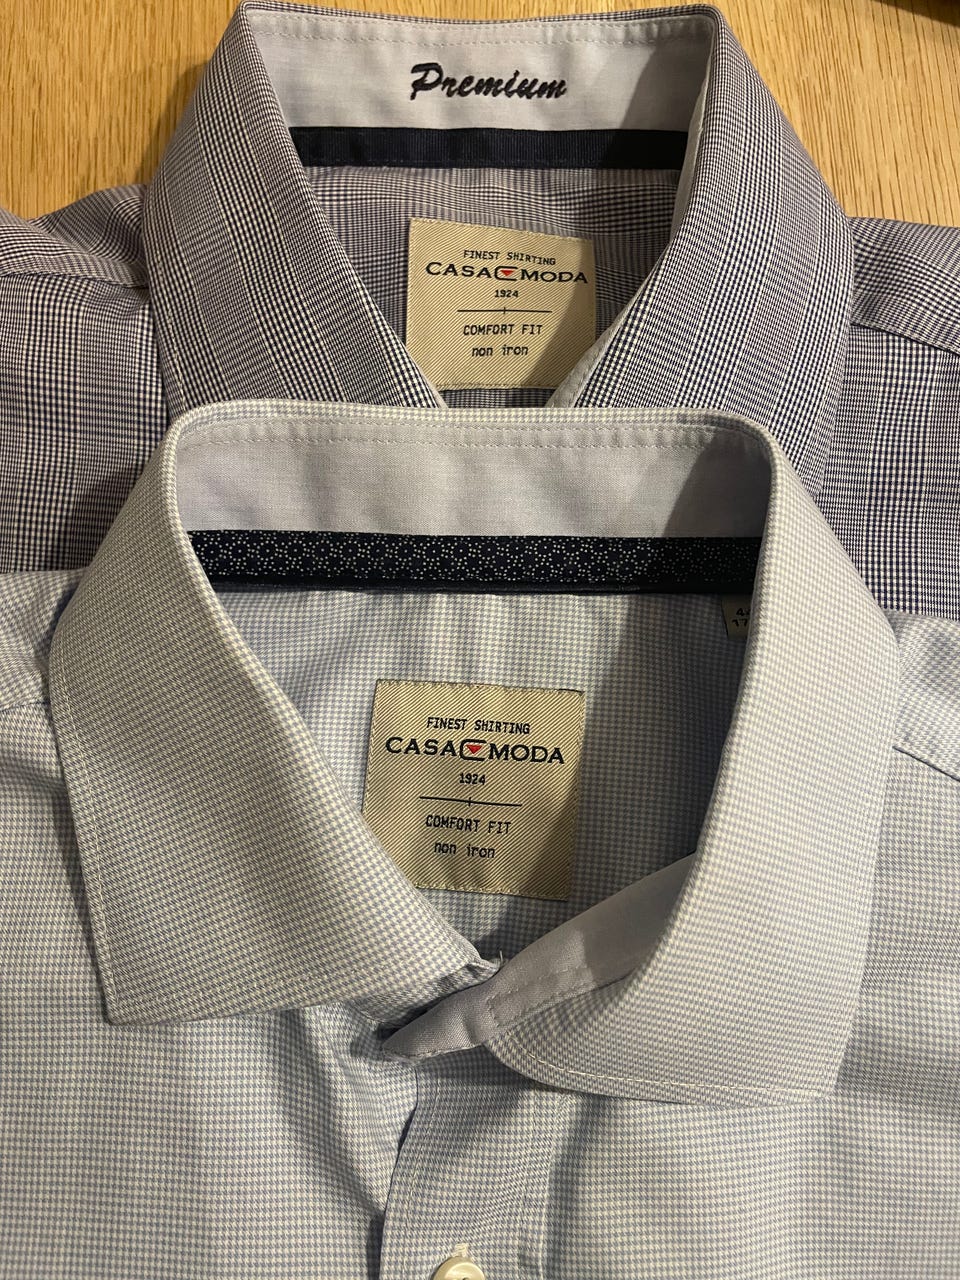 Premium
FINEST SHIRTING
CASA MODA
1924
COMFORT FIT
non iron
FINEST SHIRTING
CASA MODA
1924
COMFORT FIT
non iron